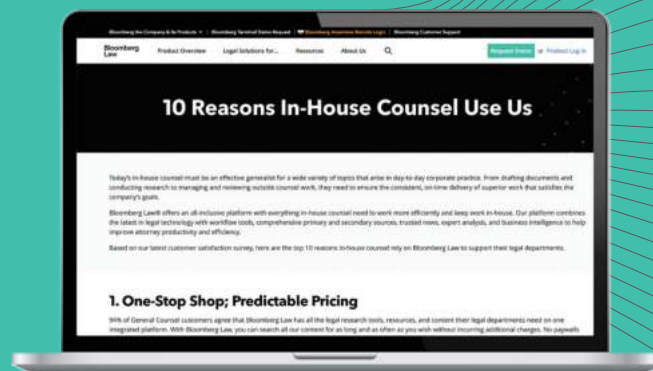 Bloomberg the Company & Its Products | Bloomberg Terminal Demo Request | Bloomberg Anywhere Remote Login | Bloomberg Customer Support
Bloomberg
Law
Product Overview
Legal Solutions for...
Resources
About Us
Request Demo or Product Log In
10 Reasons In-House Counsel Use Us
Today's in-house counsel must be an effective generalist for a wide variety of topics that arise in day-to-day corporate practice. From drafting documents and
conducting research to managing and reviewing outside counsel work, they need to ensure the consistent, on-time delivery of superior work that satisfies the
company's goals.
Bloomberg Law® offers an all-inclusive platform with everything in-house counsel need to work more efficiently and keep work in-house. Our platform combines
the latest in legal technology with workflow tools, comprehensive primary and secondary sources, trusted news, expert analysis, and business intelligence to help
improve attorney productivity and efficiency.
Based on our latest customer satisfaction survey, here are the top 10 reasons in-house counsel rely on Bloomberg Law to support their legal departments.
1. One-Stop Shop; Predictable Pricing
94% of General Counsel customers agree that Bloomberg Law has all the legal research tools, resources, and content their legal departments need on one
integrated platform. With Bloomberg Law, you can search all our content for as long and as often as you wish without incurring additional charges. No paywalls